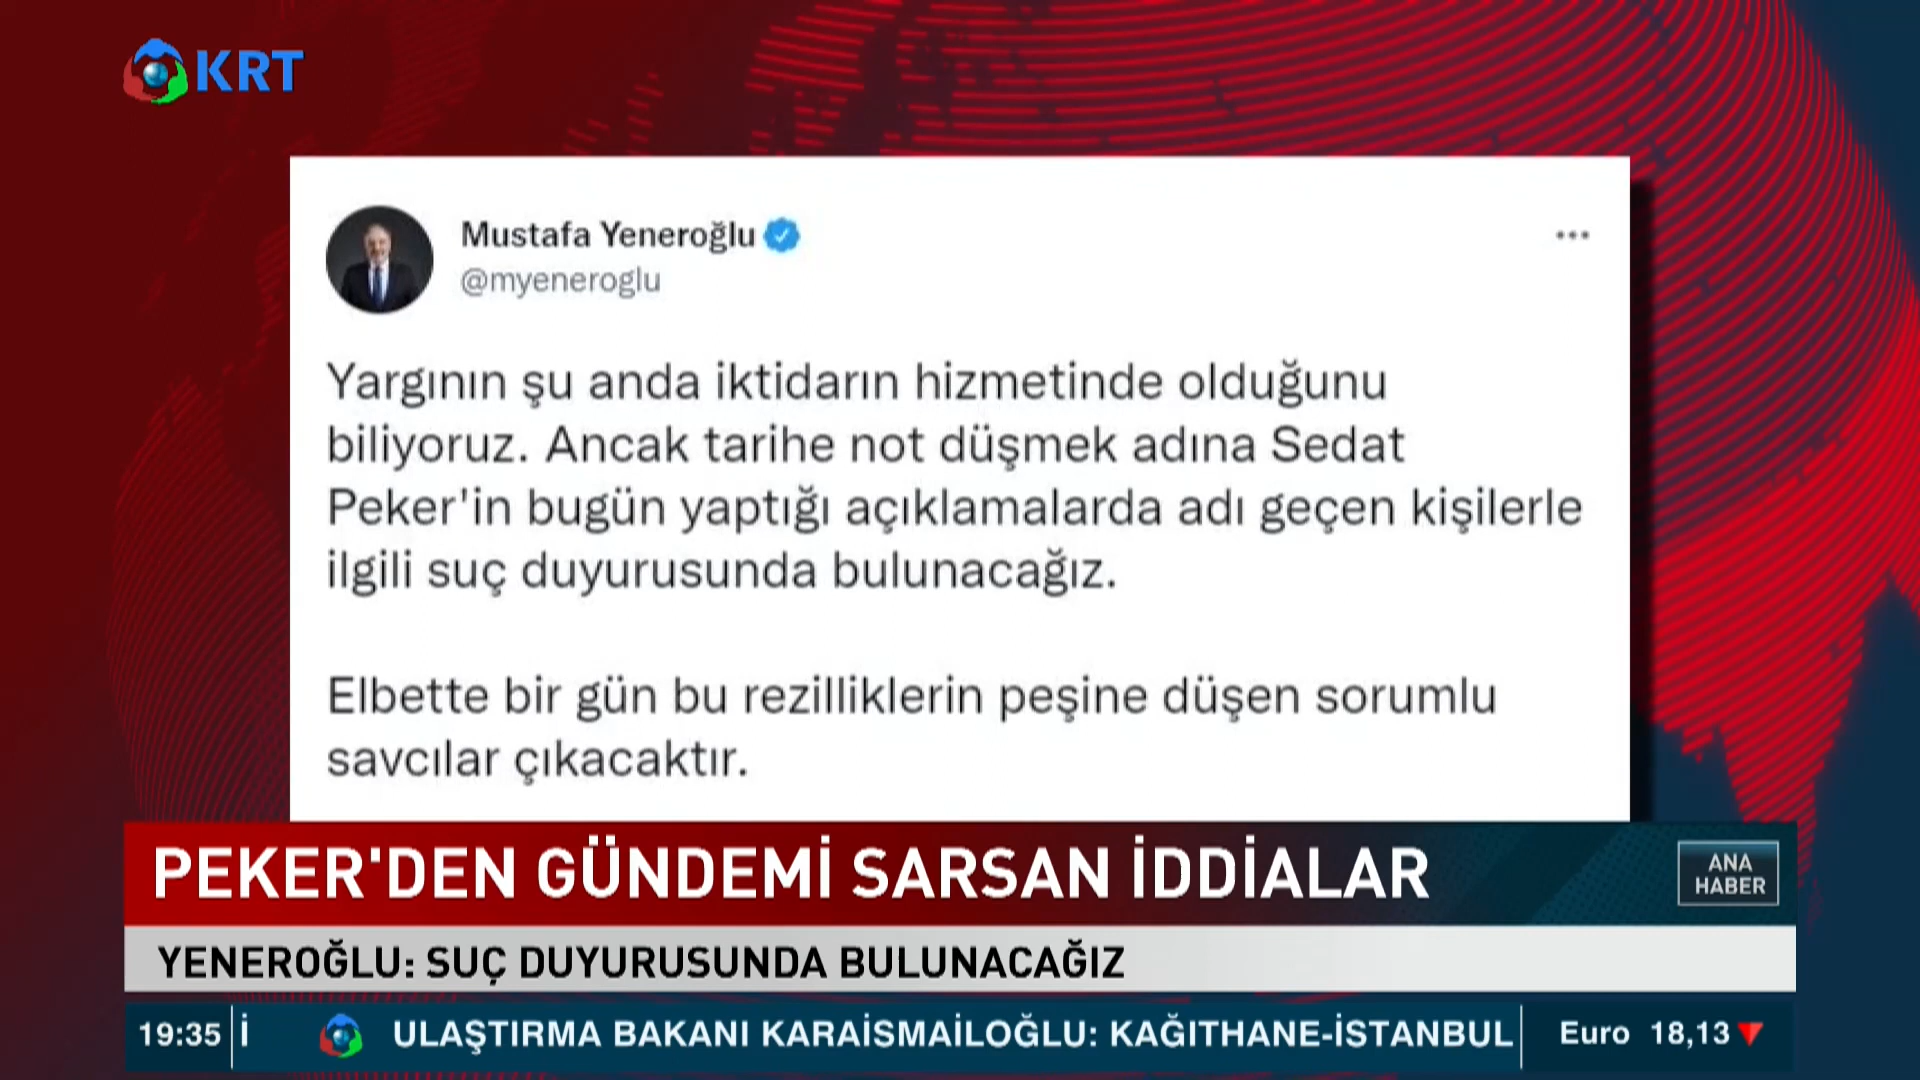 KRT
Mustafa Yeneroğlu
@myeneroglu
Yargının şu anda iktidarın hizmetinde olduğunu
biliyoruz. Ancak tarihe not düşmek adına Sedat
Peker'in bugün yaptığı açıklamalarda adı geçen kişilerle
ilgili suç duyurusunda bulunacağız.
Elbette bir gün bu rezilliklerin peşine düşen sorumlu
savcılar çıkacaktır.
PEKER'DEN GÜNDEMİ SARSAN İDDİALAR
ANA
HABER
YENEROĞLU: SUÇ DUYURUSUNDA BULUNACAĞIZ
19:35 İ ULAŞTIRMA BAKANI KARAİSMAİLOĞLU: KAĞITHANE-İSTANBUL Euro 18,13